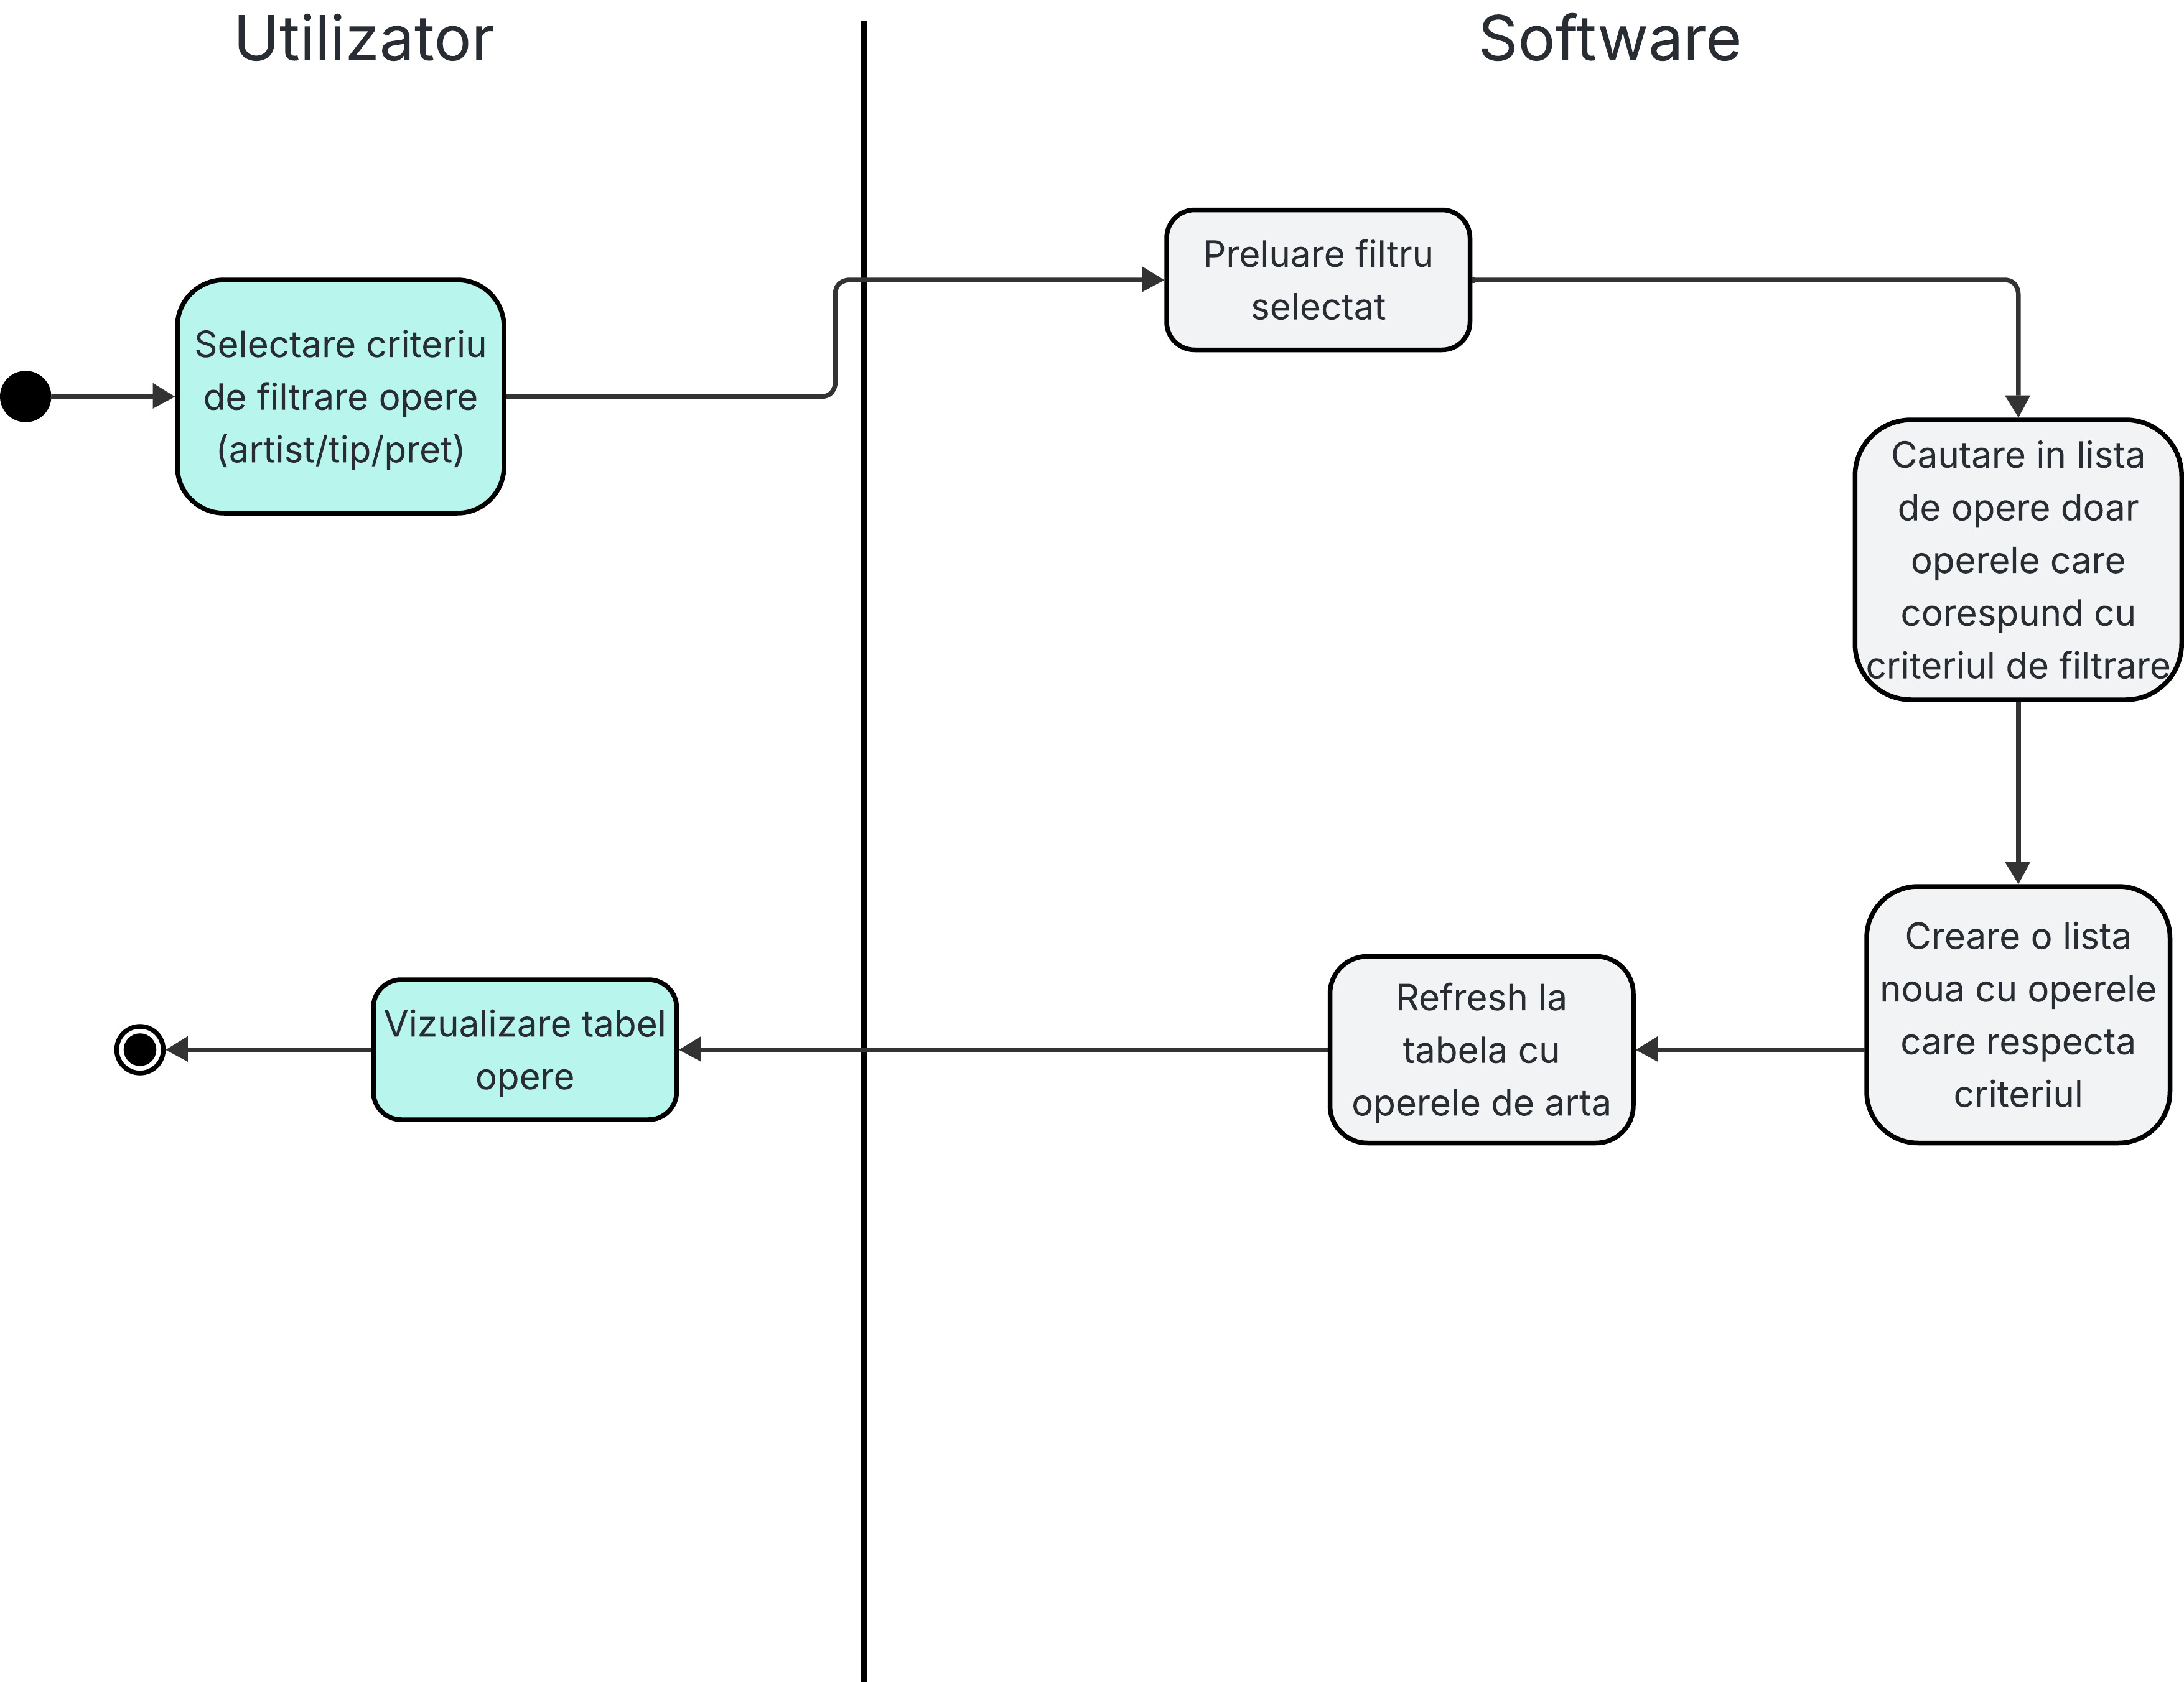 Utilizator
Software
Selectare criteriu
de filtrare opere
(artist/tip/pret)
Preluare filtru
selectat
Cautare in lista
de opere doar
operele care
corespund cu
criteriul de filtrare
Creare o lista
noua cu operele
care respecta
criteriul
Refresh la
tabela cu
operele de arta
Vizualizare tabel
opere